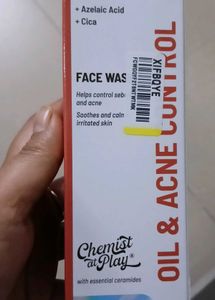 + Azelaic Acid
+ Cica
FACE WAS
Helps control seb
and acne
Soothes and calm
irritated skin
Chemist
at Play®
with essential ceramides
OIL & ACNE CONTROL
XIFBQYE